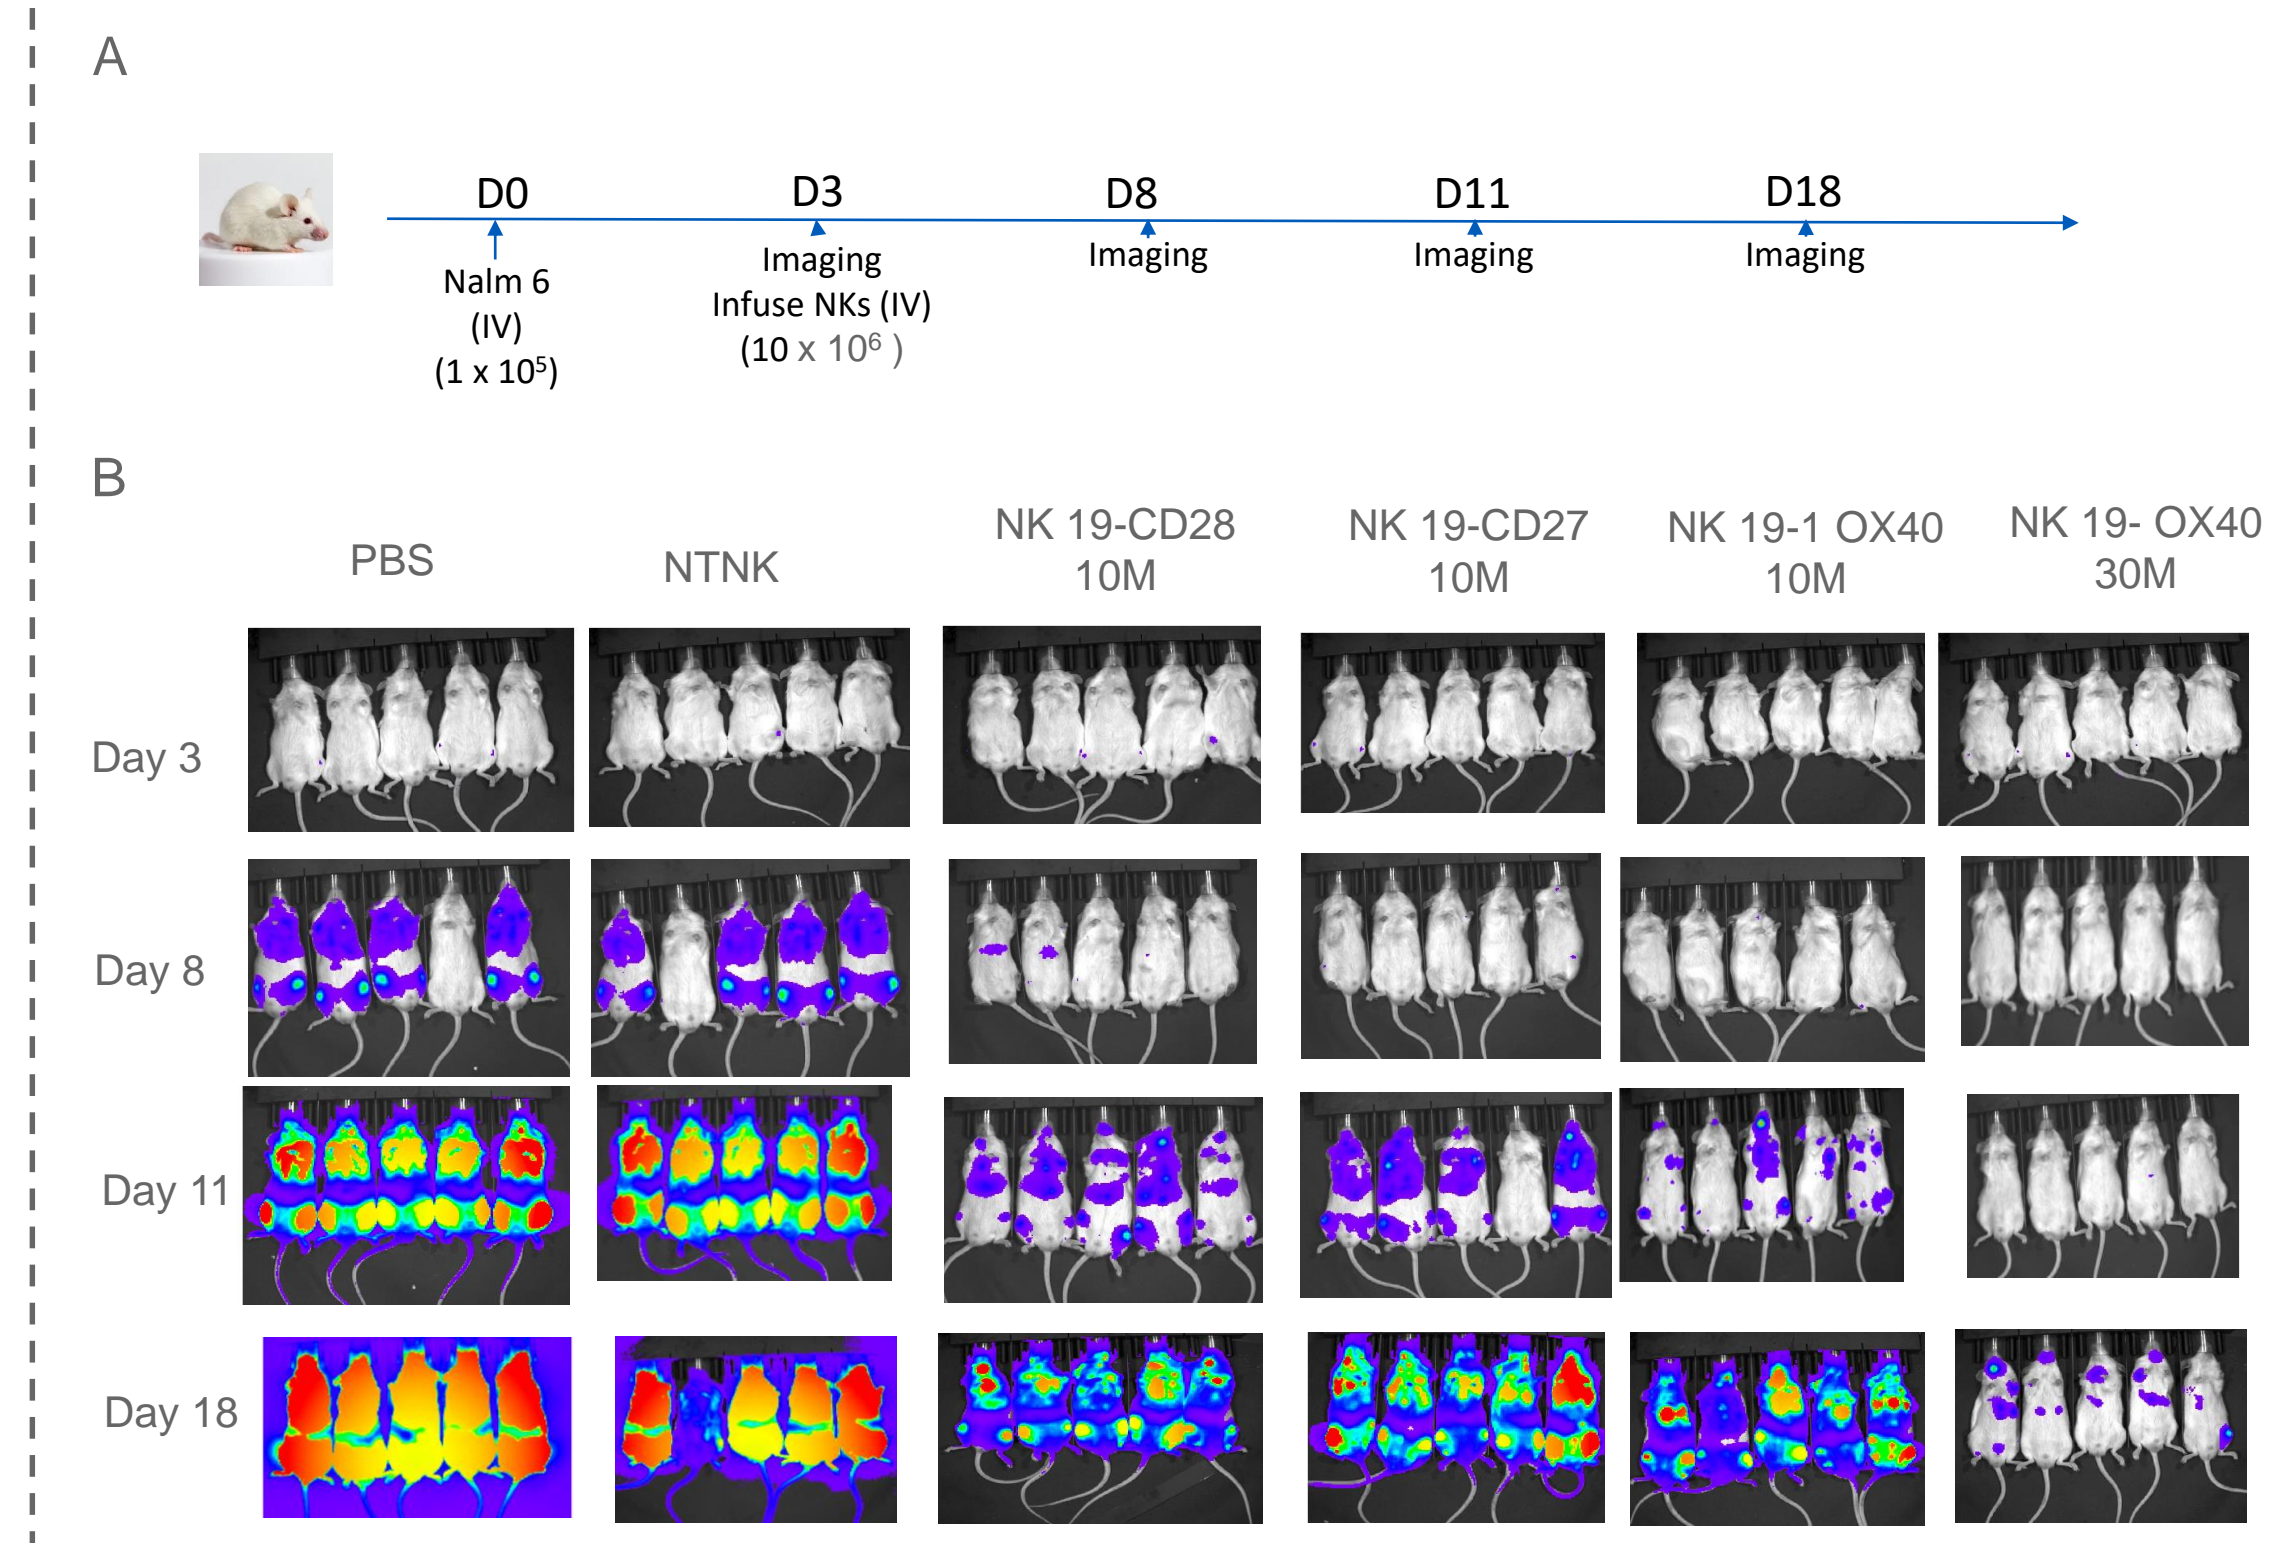 A
D0
D3
D8
D11
D18
Nalm 6
(IV)
(1 x 10⁵)
Imaging
Infuse NKs (IV)
(10 x 10⁶ )
Imaging
Imaging
Imaging
B
PBS
NTNK
NK 19-CD28
10M
NK 19-CD27
10M
NK 19-1 OX40
10M
NK 19- OX40
30M
Day 3
Day 8
Day 11
Day 18